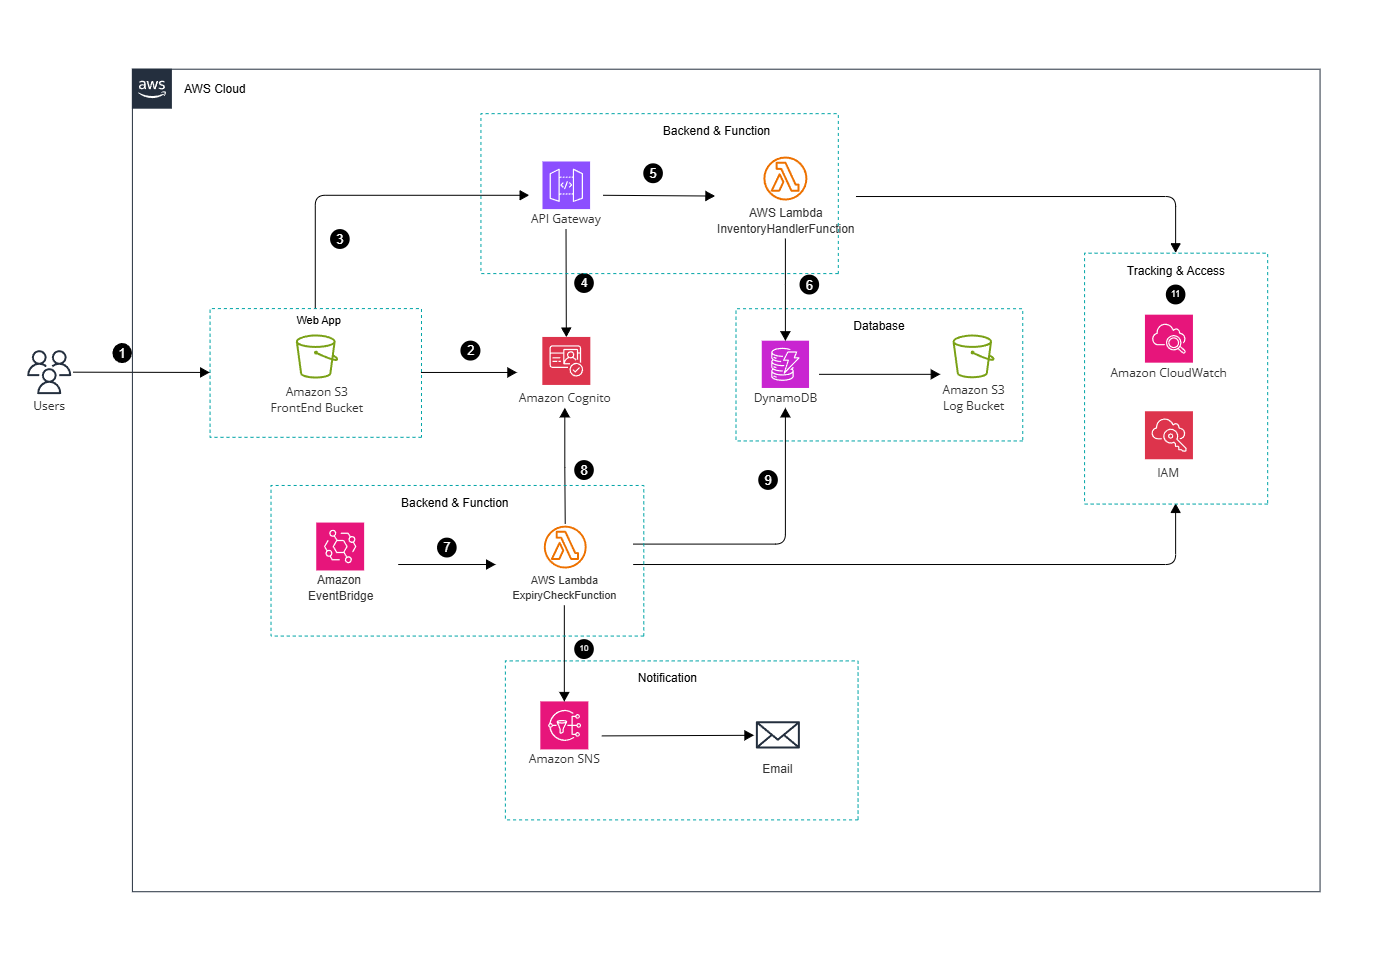 aws
AWS Cloud
Backend & Function
5
API Gateway
AWS Lambda
InventoryHandlerFunction
3
4
6
Tracking & Access
11
Amazon CloudWatch
IAM
Web App
Amazon S3
FrontEnd Bucket
1
Users
2
Amazon Cognito
Database
DynamoDB
Amazon S3
Log Bucket
8
9
Backend & Function
7
Amazon
EventBridge
AWS Lambda
ExpiryCheckFunction
10
Notification
Amazon SNS
Email